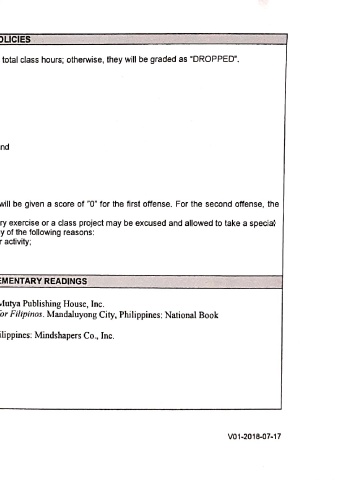 OLICIES
total class hours; otherwise, they will be graded as "DROPPED".
nd
will be given a score of "0" for the first offense. For the second offense, the
ry exercise or a class project may be excused and allowed to take a special
y of the following reasons:
r activity;
EMENTARY READINGS
Mutya Publishing House, Inc.
for Filipinos. Mandaluyong City, Philippines: National Book
ilippines: Mindshapers Co., Inc.
V01-2018-07-17